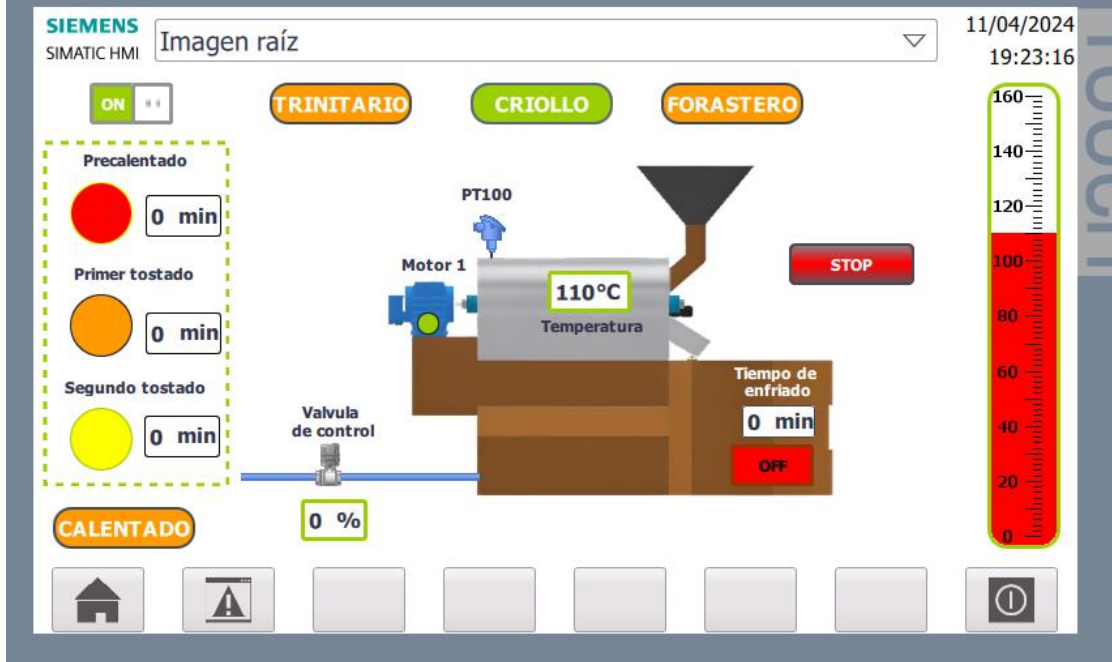 SIEMENS
SIMATIC HMI
Imagen raíz
11/04/2024
19:23:16
TOUCH
ON
TRINITARIO
CRIOLLO
FORASTERO
Precalentado
0 min
Primer tostado
0 min
Segundo tostado
0 min
CALENTADO
PT100
Motor 1
110°C
Temperatura
Valvula
de control
0 %
STOP
Tiempo de
enfriado
0 min
OFF
160
140
120
100
80
60
40
20
0